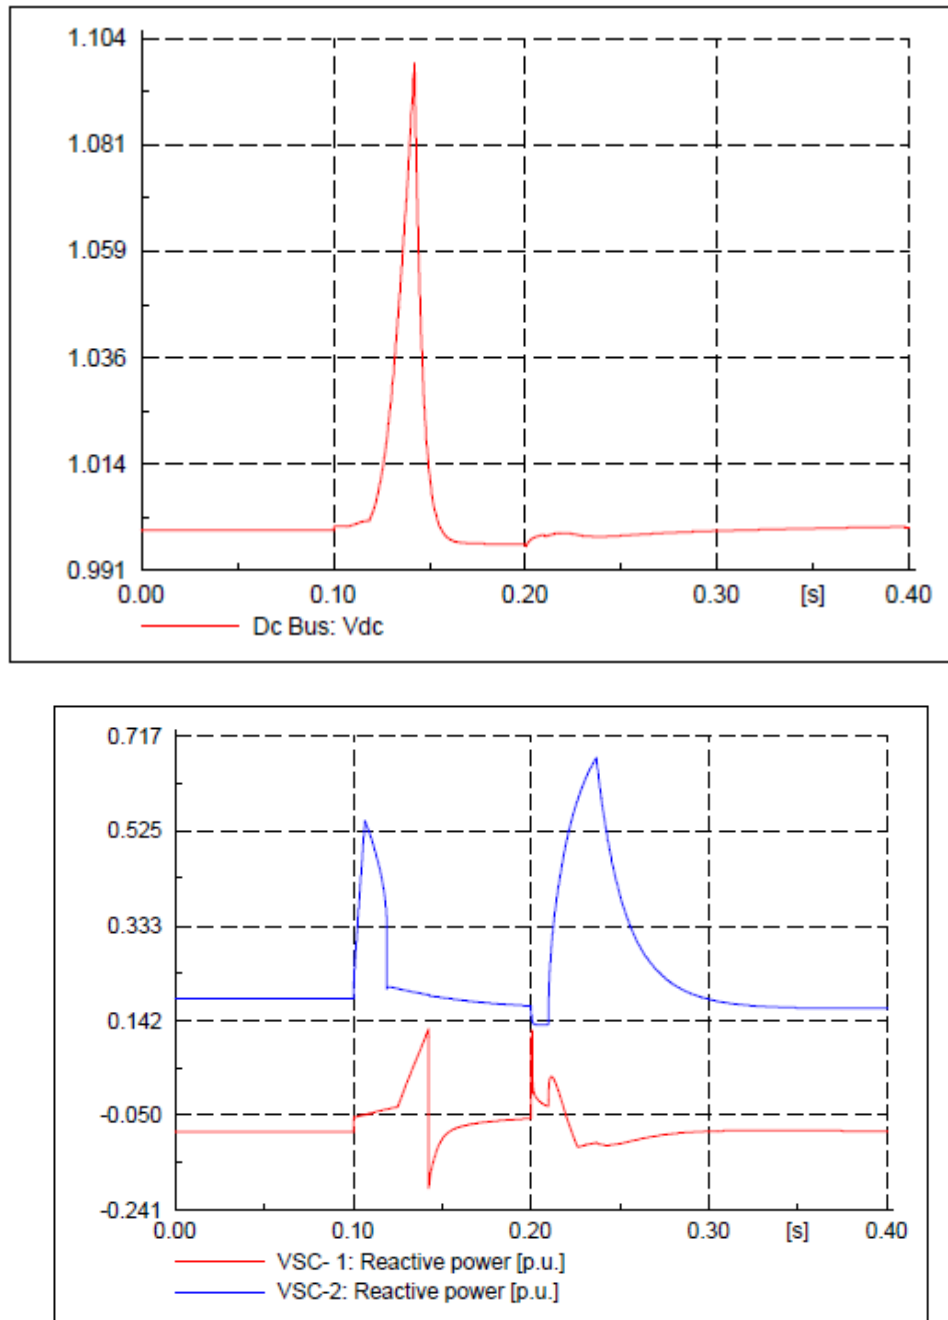 1.104
1.081
1.059
1.036
1.014
0.991
0.00 0.10 0.20 0.30 [s] 0.40
Dc Bus: Vdc
0.717
0.525
0.333
0.142
-0.050
-0.241
0.00 0.10 0.20 0.30 [s] 0.40
VSC- 1: Reactive power [p.u.]
VSC-2: Reactive power [p.u.]